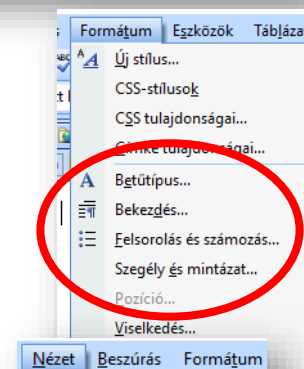 Formátum Eszközök Tábláza
Új stílus...
CSS-stílusok
CSS tulajdonságai...
Címke tulajdonságai...
Betűtípus...
Bekezdés...
Felsorolás és számozás...
Szegély és mintázat...
Pozíció...
Viselkedés...
Nézet Beszúrás Formátum